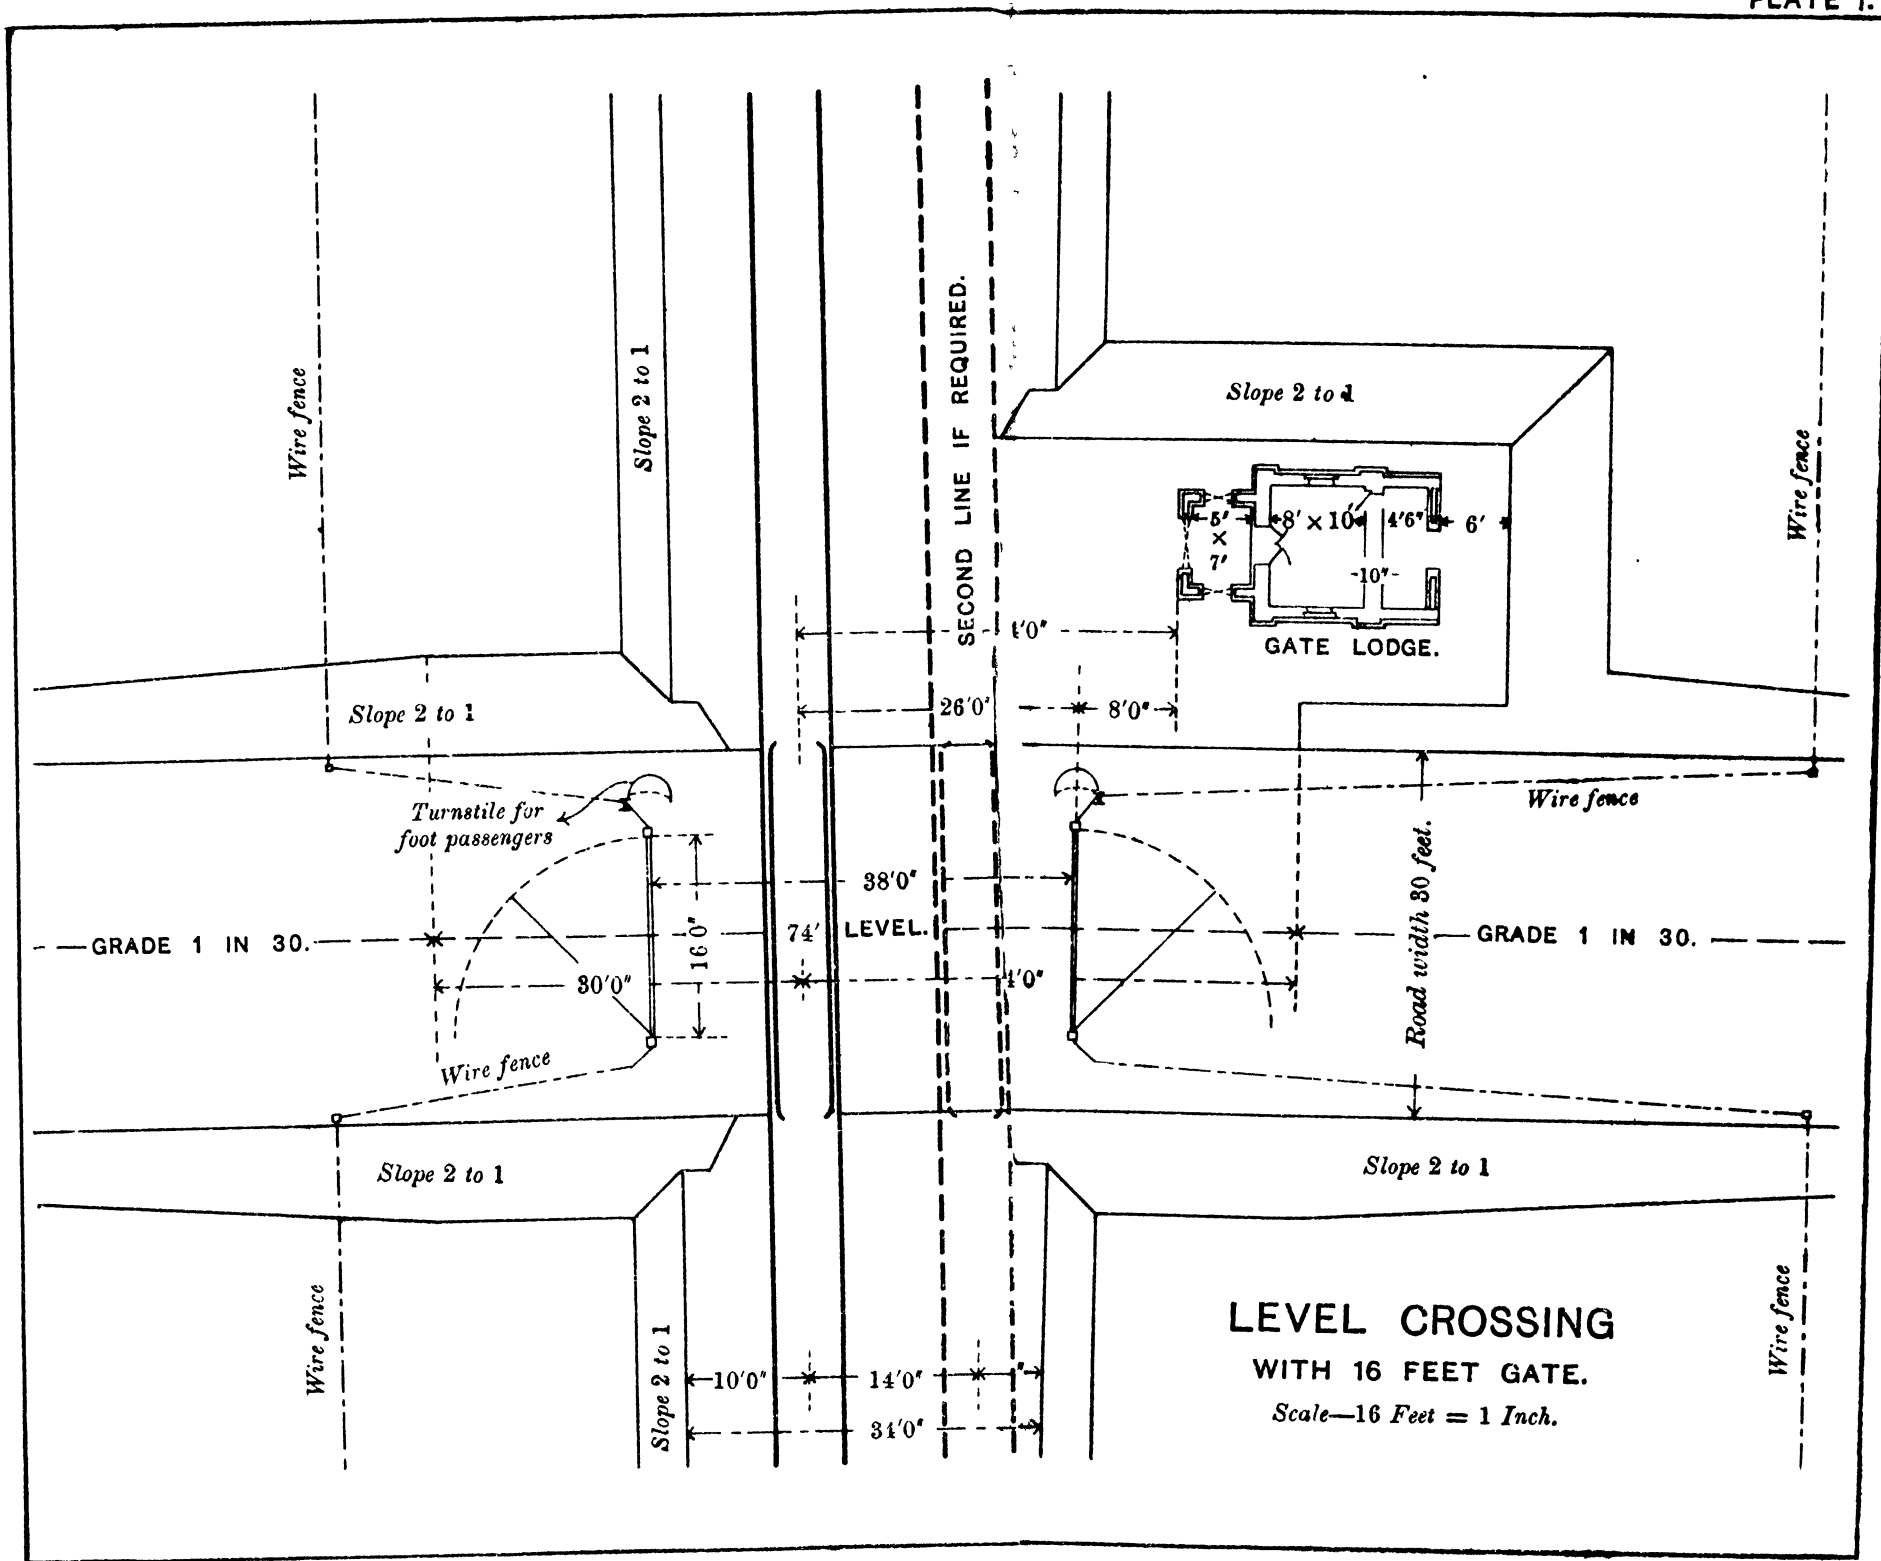 PLATE 1.
SECOND LINE IF REQUIRED.
Slope 2 to 1
Wire fence
Slope 2 to
Wire fence
5'
×
7'
8' × 10'
4'6"
6'
10"
GATE LODGE.
'0"
26'0"
8'0"
Slope 2 to 1
Turnstile for
foot passengers
Wire fence
Road width 30 feet.
38'0"
16'0"
GRADE 1 IN 30.
74'
LEVEL.
GRADE 1 IN 30.
30'0"
'0"
Wire fence
Slope 2 to 1
Slope 2 to 1
Wire fence
Slope 2 to 1
Wire fence
10'0"
14'0"
"
34'0"
LEVEL CROSSING
WITH 16 FEET GATE.
Scale—16 Feet = 1 Inch.